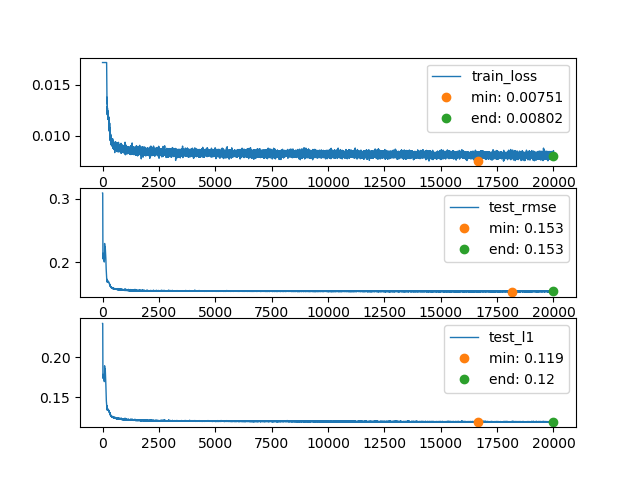 train_loss
min: 0.00751
end: 0.00802
0.015
0.010
0 2500 5000 7500 10000 12500 15000 17500 20000
test_rmse
min: 0.153
end: 0.153
0.3
0.2
0 2500 5000 7500 10000 12500 15000 17500 20000
test_l1
min: 0.119
end: 0.12
0.20
0.15
0 2500 5000 7500 10000 12500 15000 17500 20000